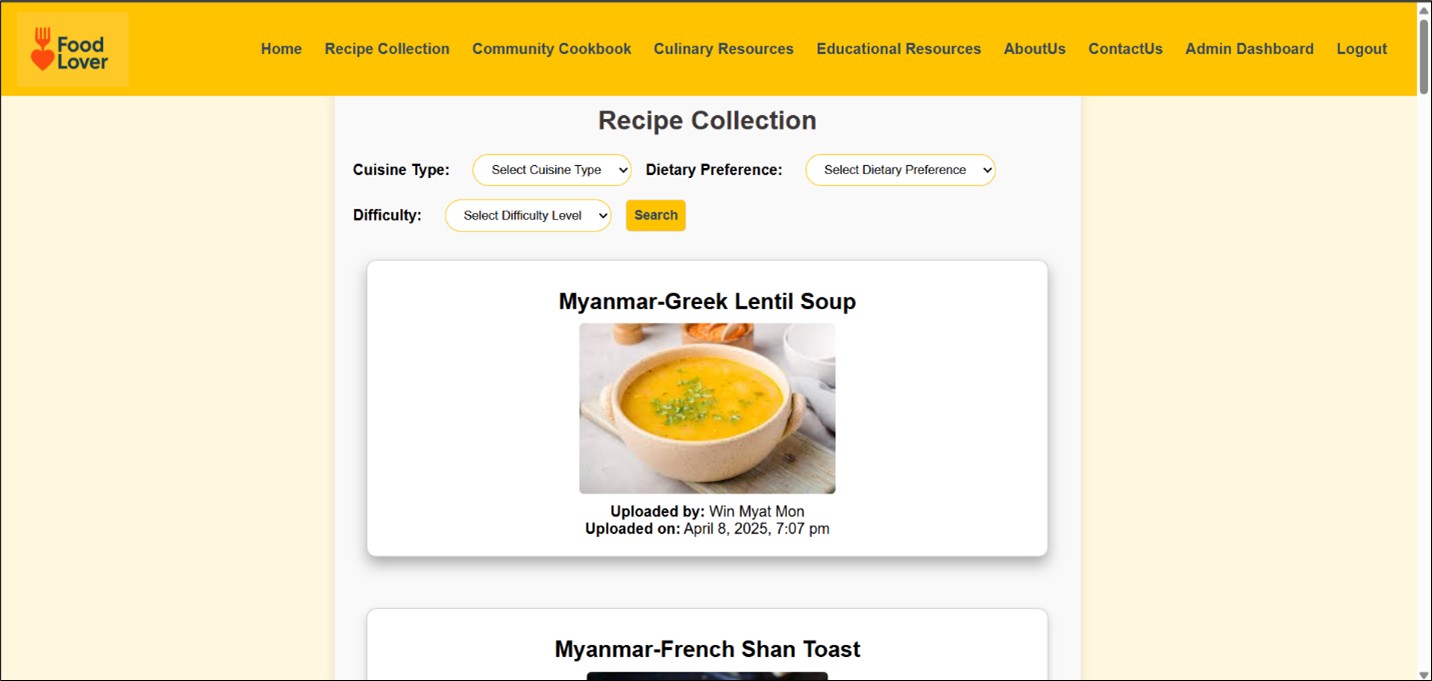 Food
Lover
Home Recipe Collection Community Cookbook Culinary Resources Educational Resources AboutUs ContactUs Admin Dashboard Logout
Recipe Collection
Cuisine Type: Select Cuisine Type Dietary Preference: Select Dietary Preference
Difficulty: Select Difficulty Level Search
Myanmar-Greek Lentil Soup
Uploaded by: Win Myat Mon
Uploaded on: April 8, 2025, 7:07 pm
Myanmar-French Shan Toast